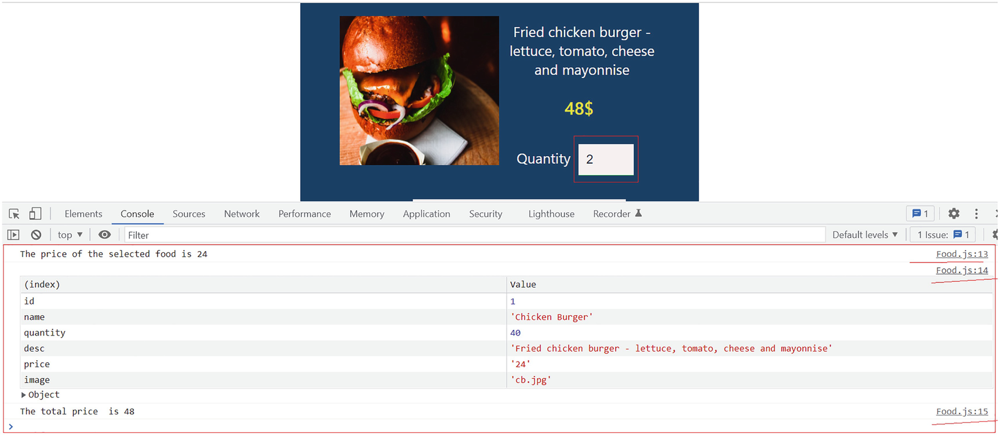 Fried chicken burger -
lettuce, tomato, cheese
and mayonnise
48$
Quantity 2
Elements Console Sources Network Performance Memory Application Security Lighthouse Recorder 1
top Filter Default levels 1 Issue: 1
The price of the selected food is 24 Food.js:13
Food.js:14
(index) Value
id 1
name 'Chicken Burger'
quantity 40
desc 'Fried chicken burger - lettuce, tomato, cheese and mayonnise'
price '24'
image 'cb.jpg'
Object
The total price  is 48 Food.js:15